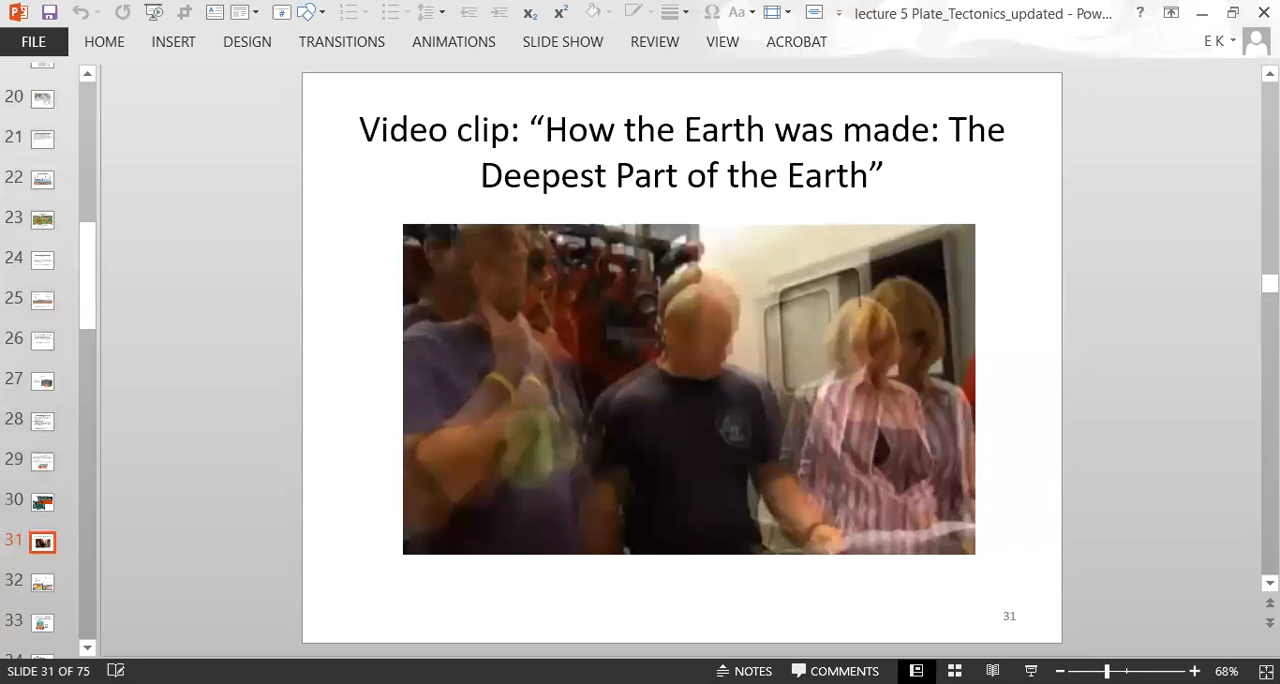 lecture 5 Plate_Tectonics_updated - Pow...
FILE HOME INSERT DESIGN TRANSITIONS ANIMATIONS SLIDE SHOW REVIEW VIEW ACROBAT
E K
20
21
22
23
24
25
26
27
28
29
30
31
32
33
Video clip: “How the Earth was made: The
Deepest Part of the Earth”
31
SLIDE 31 OF 75 NOTES COMMENTS 68%